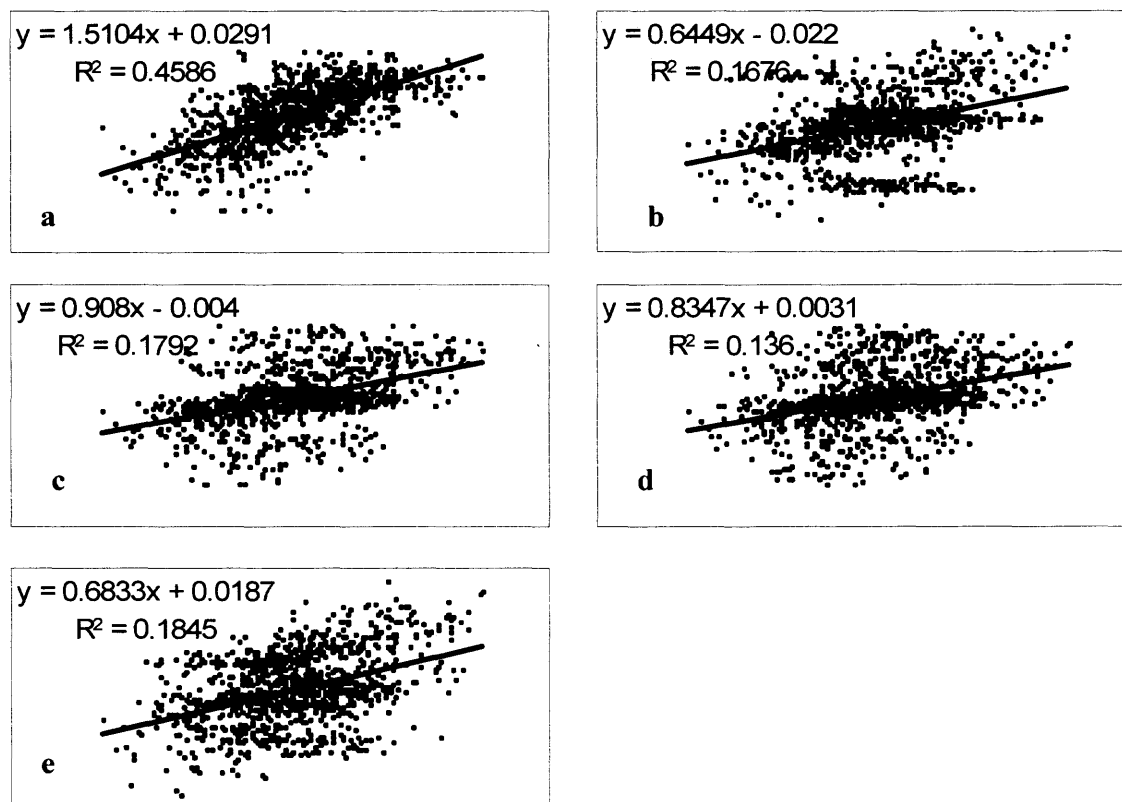 y = 1.5104x + 0.0291
R² = 0.4586
a
y = 0.6449x - 0.022
R² = 0.1676
b
y = 0.908x - 0.004
R² = 0.1792
c
y = 0.8347x + 0.0031
R² = 0.136
d
y = 0.6833x + 0.0187
R² = 0.1845
e